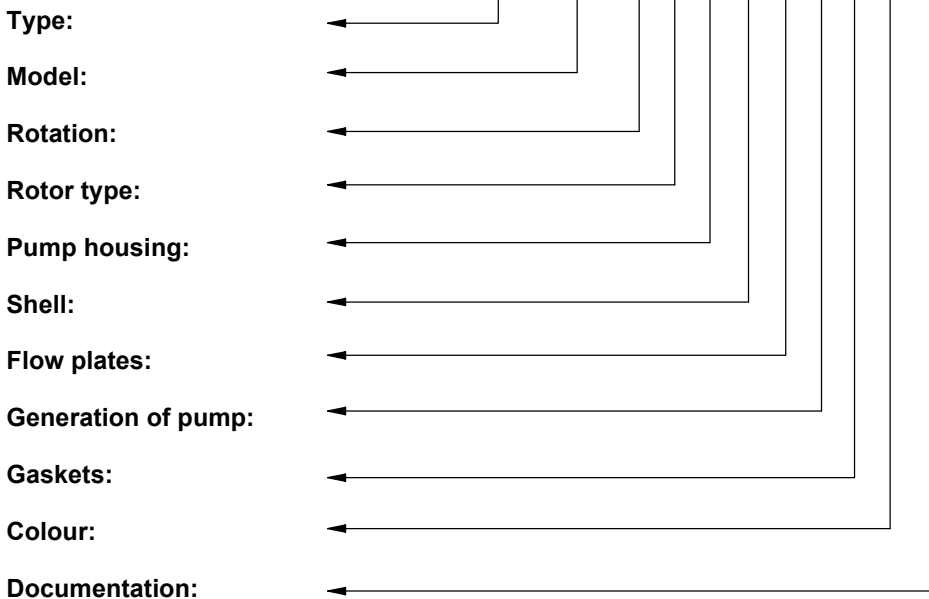 Type:
Model:
Rotation:
Rotor type:
Pump housing:
Shell:
Flow plates:
Generation of pump:
Gaskets:
Colour:
Documentation: